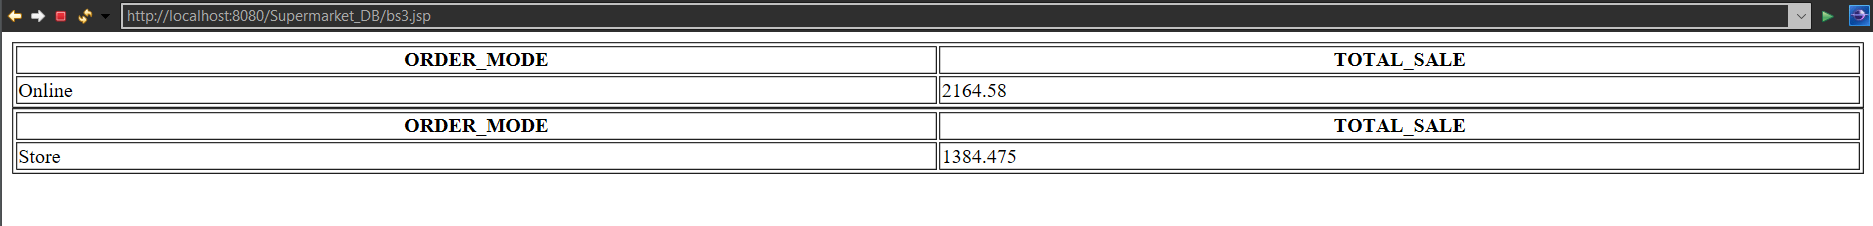 http://localhost:8080/Supermarket_DB/bs3.jsp
ORDER_MODE TOTAL_SALE
Online 2164.58
ORDER_MODE TOTAL_SALE
Store 1384.475